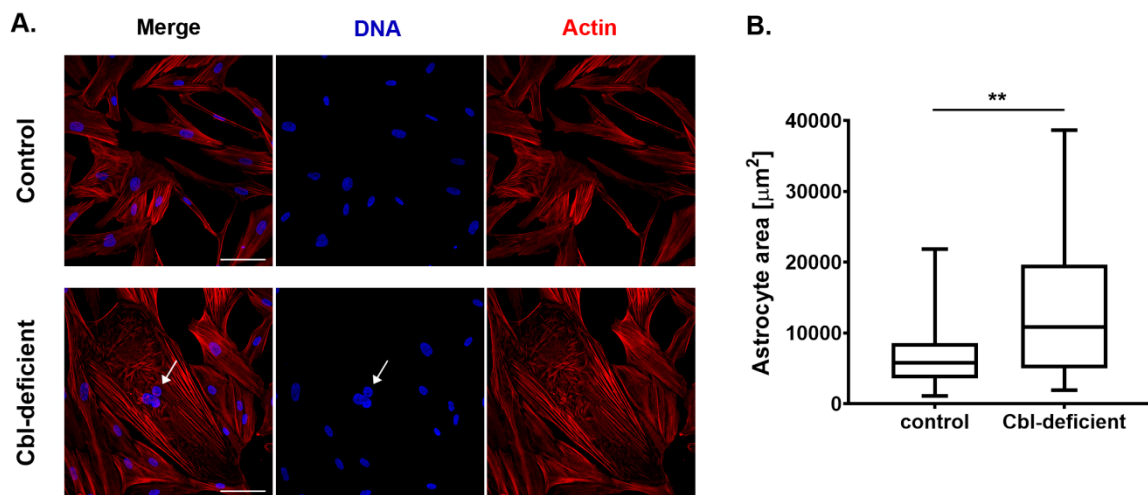 A.
Merge
DNA
Actin
Control
Cbl-deficient
B.
**
Astrocyte area [μm²]
40000
30000
20000
10000
0
control
Cbl-deficient